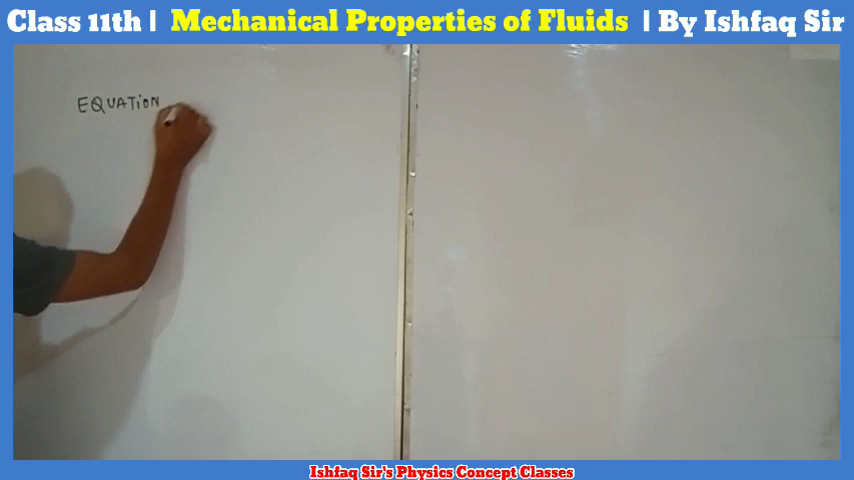 Class 11th | Mechanical Properties of Fluids | By Ishfaq Sir
EQUATION
Ishfaq Sir's Physics Concept Classes